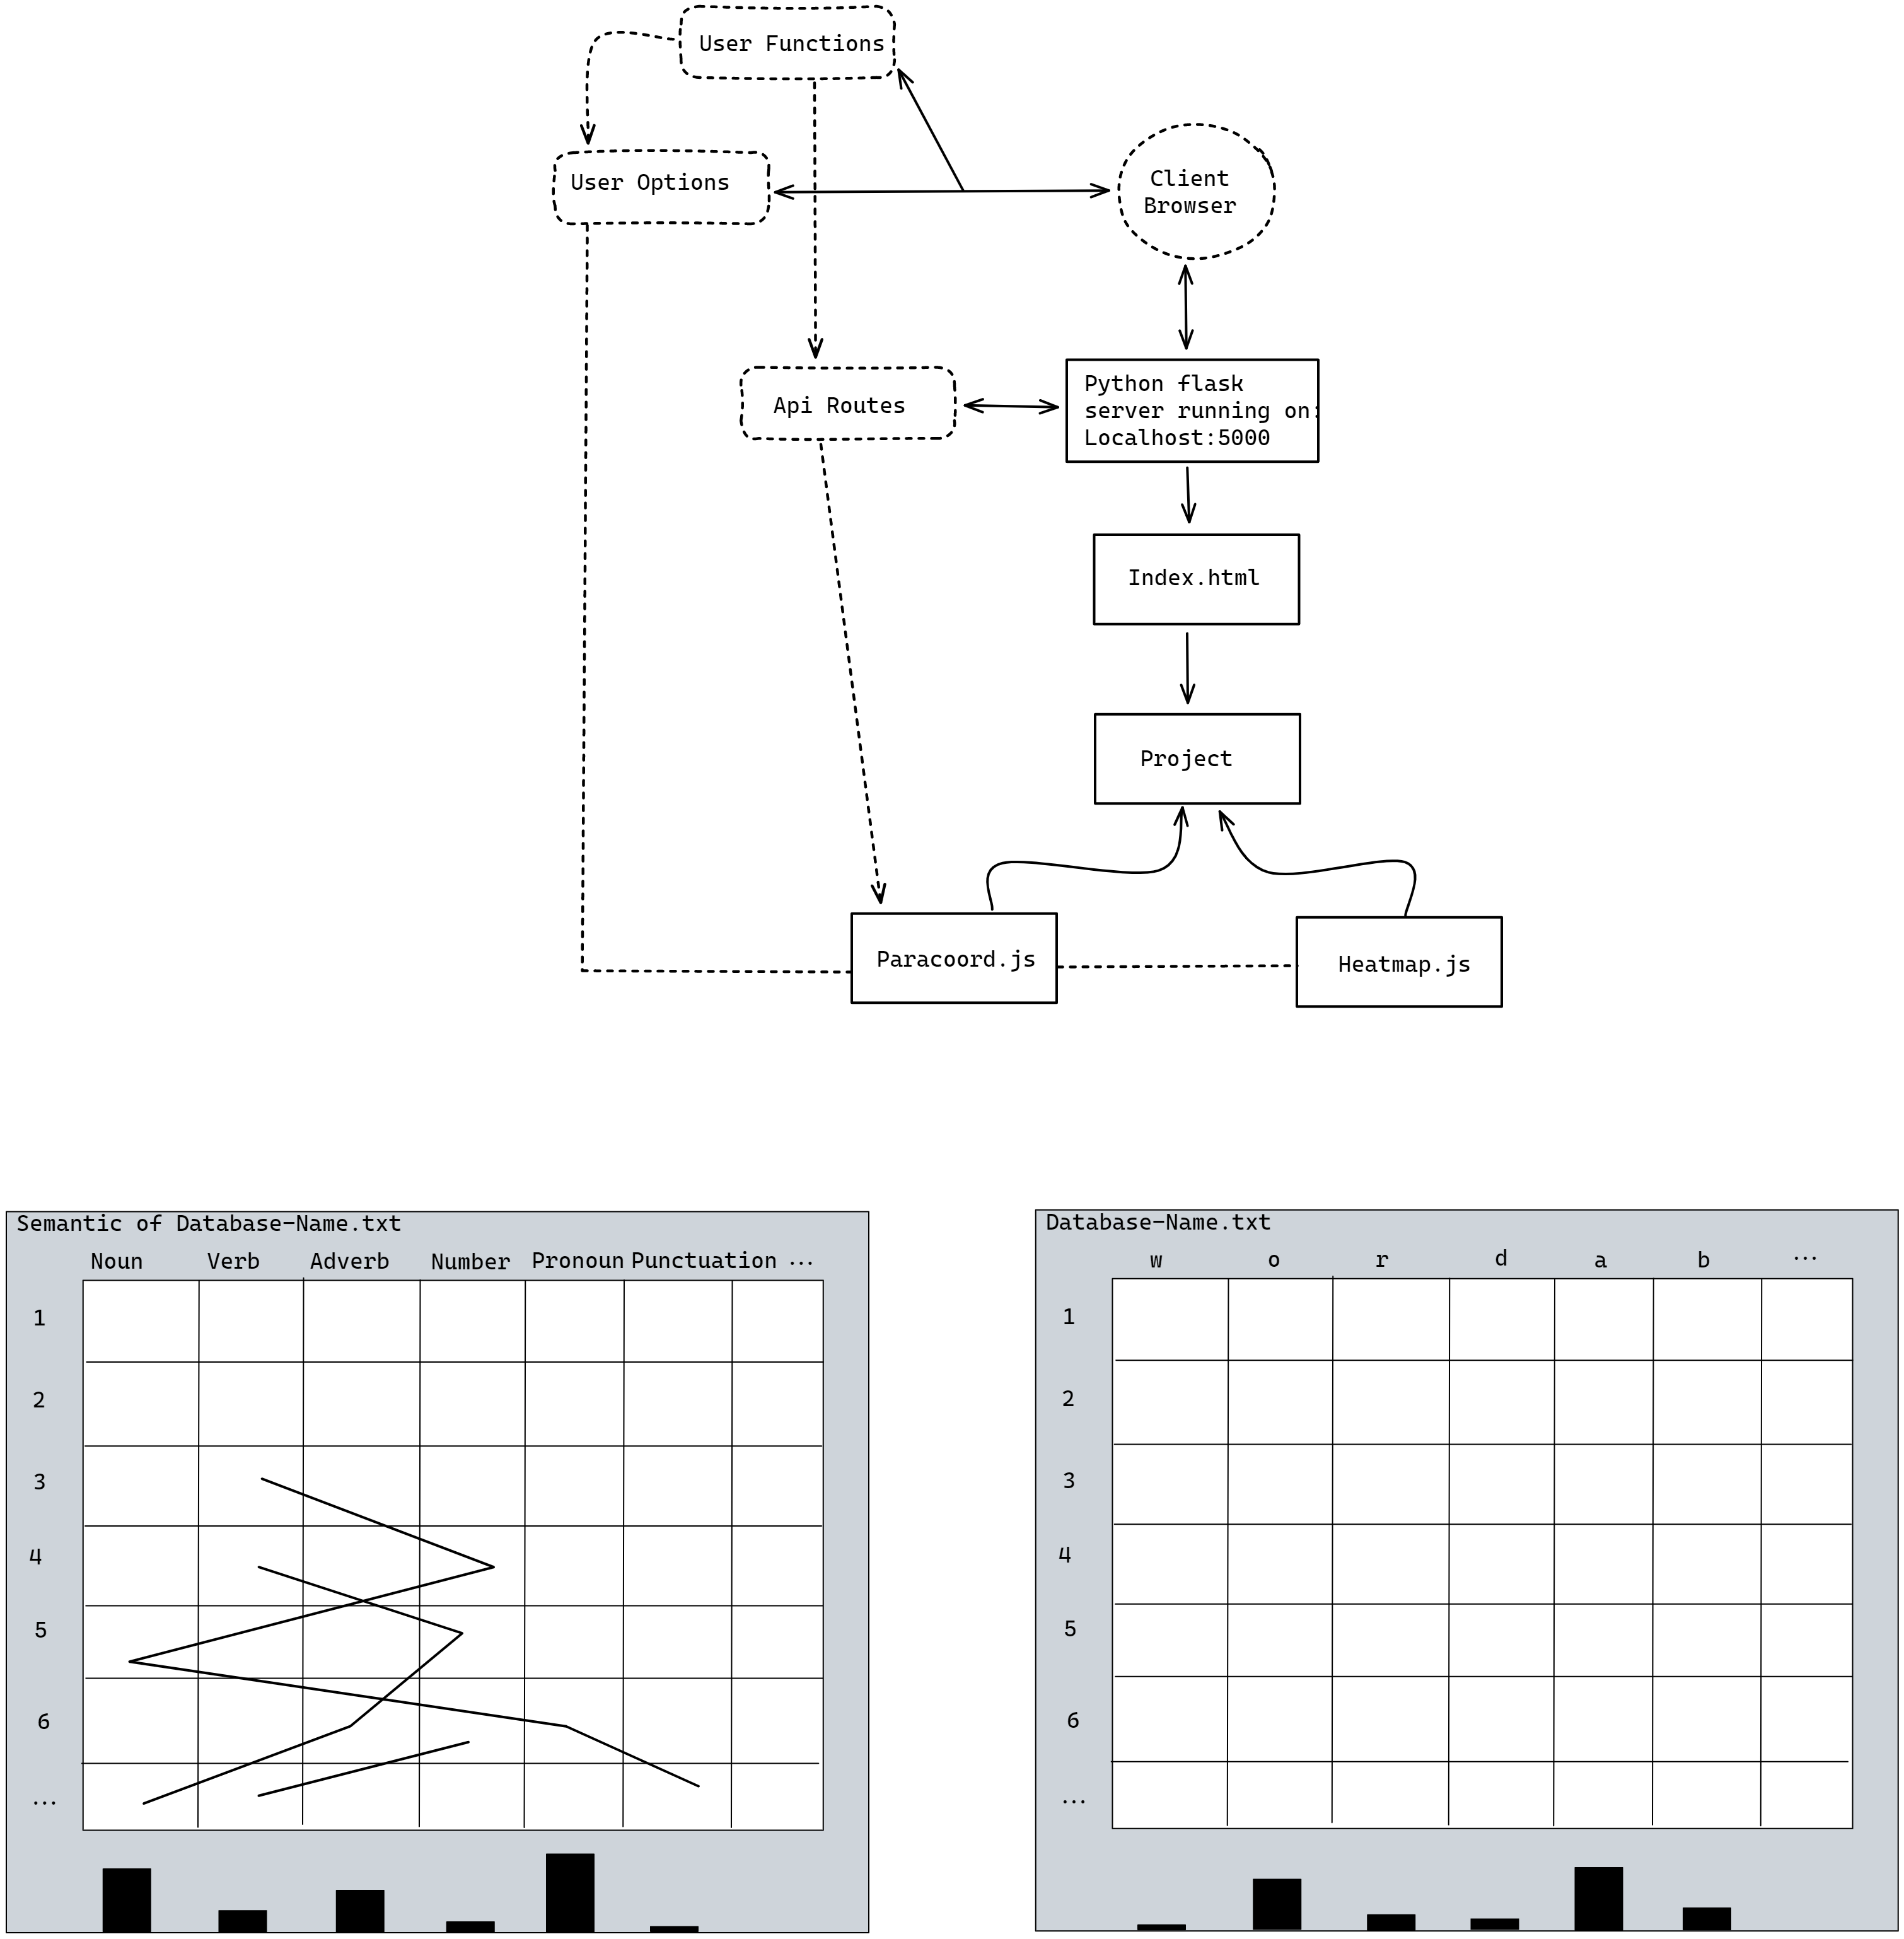 User Functions
User Options
Client
Browser
Python flask
server running on:
Localhost:5000
Api Routes
Index.html
Project
Paracoord.js
Heatmap.js
Semantic of Database-Name.txt
Noun Verb Adverb Number Pronoun Punctuation ...
1
2
3
4
5
6
...
Database-Name.txt
w o r d a b ...
1
2
3
4
5
6
...